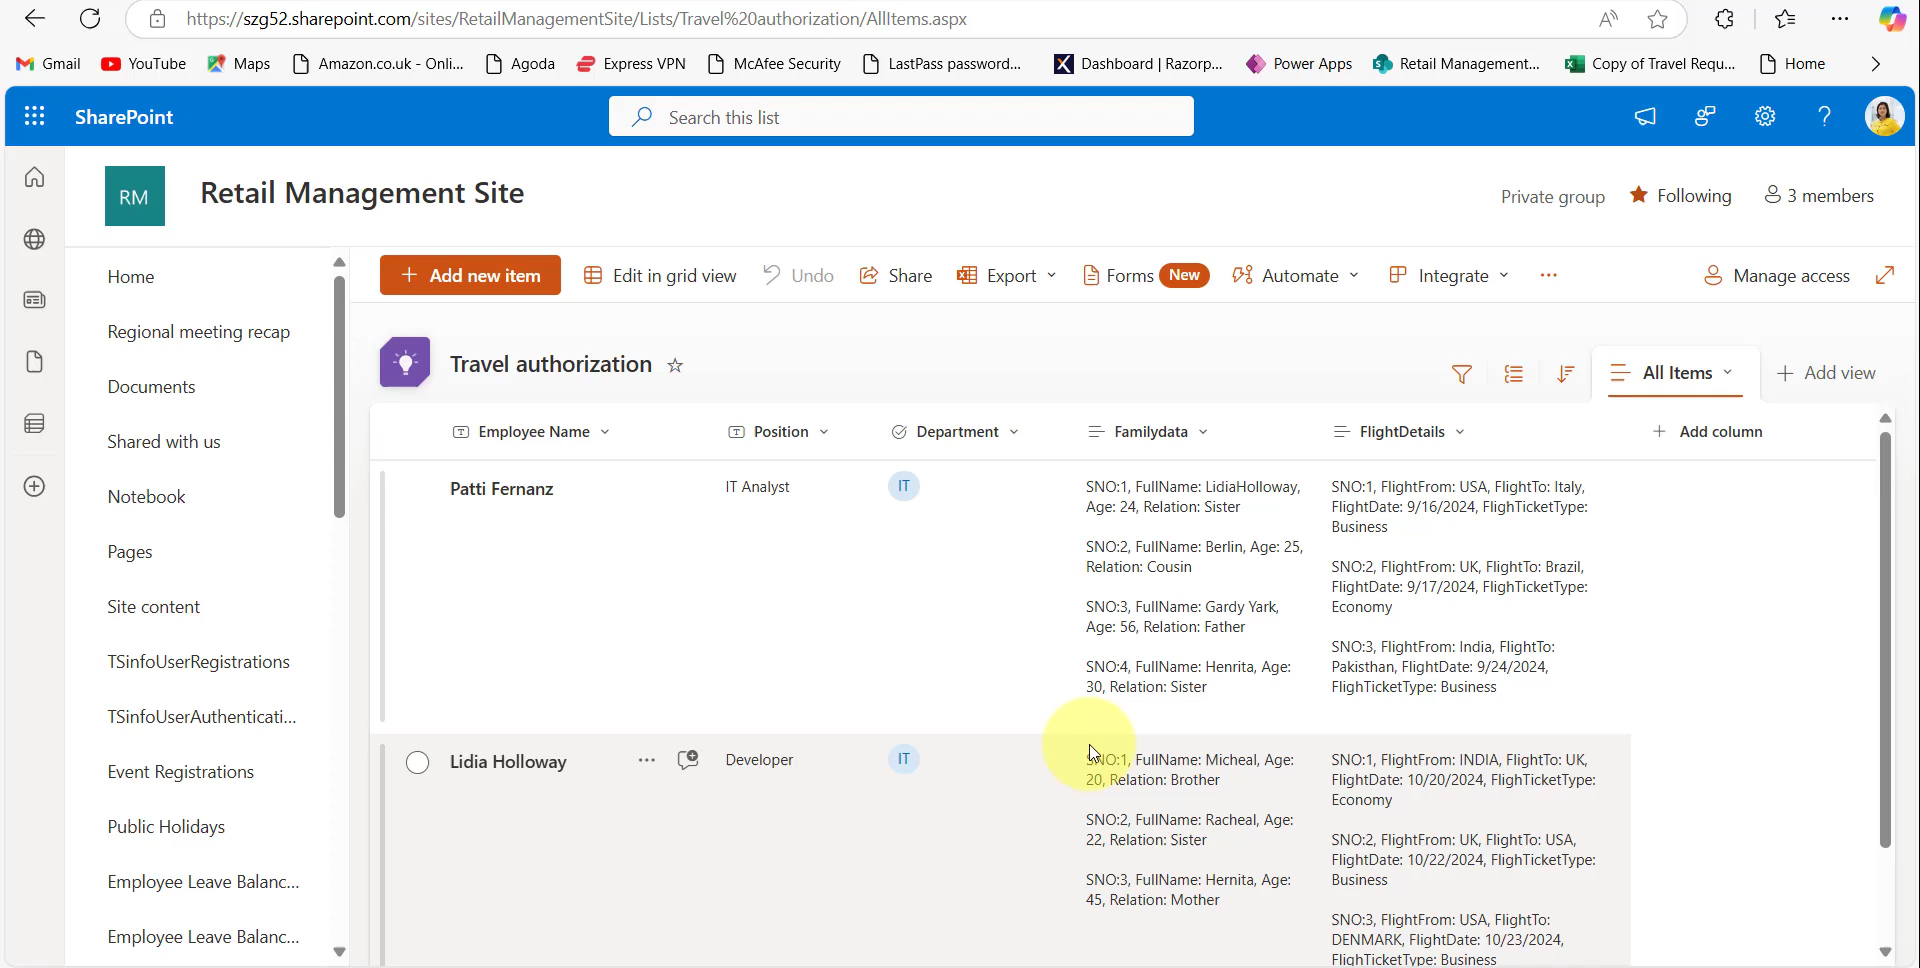 https://szg52.sharepoint.com/sites/RetailManagementSite/Lists/Travel%20authorization/AllItems.aspx
Gmail YouTube Maps Amazon.co.uk - Onli... Agoda Express VPN McAfee Security LastPass password... Dashboard | Razorp... Power Apps Retail Management... Copy of Travel Requ... Home
SharePoint Search this list
RM Retail Management Site Private group Following 3 members
Home
Regional meeting recap
Documents
Shared with us
Notebook
Pages
Site content
TSinfoUserRegistrations
TSinfoUserAuthenticati...
Event Registrations
Public Holidays
Employee Leave Balanc...
Employee Leave Balanc...
Add new item Edit in grid view Undo Share Export Forms New Automate Integrate ... Manage access
Travel authorization All Items Add view
Employee Name Position Department Familydata FlightDetails Add column
Patti Fernanz IT Analyst IT
SNO:1, FullName: LidiaHolloway,
Age: 24, Relation: Sister
SNO:2, FullName: Berlin, Age: 25,
Relation: Cousin
SNO:3, FullName: Gardy Yark,
Age: 56, Relation: Father
SNO:4, FullName: Henrita, Age:
30, Relation: Sister
SNO:1, FlightFrom: USA, FlightTo: Italy,
FlightDate: 9/16/2024, FlighTicketType:
Business
SNO:2, FlightFrom: UK, FlightTo: Brazil,
FlightDate: 9/17/2024, FlighTicketType:
Economy
SNO:3, FlightFrom: India, FlightTo:
Pakisthan, FlightDate: 9/24/2024,
FlighTicketType: Business
Lidia Holloway ... Developer IT
SNO:1, FullName: Micheal, Age:
20, Relation: Brother
SNO:2, FullName: Racheal, Age:
22, Relation: Sister
SNO:3, FullName: Hernita, Age:
45, Relation: Mother
SNO:1, FlightFrom: INDIA, FlightTo: UK,
FlightDate: 10/20/2024, FlighTicketType:
Economy
SNO:2, FlightFrom: UK, FlightTo: USA,
FlightDate: 10/22/2024, FlighTicketType:
Business
SNO:3, FlightFrom: USA, FlightTo:
DENMARK, FlightDate: 10/23/2024,
FlighTicketType: Business